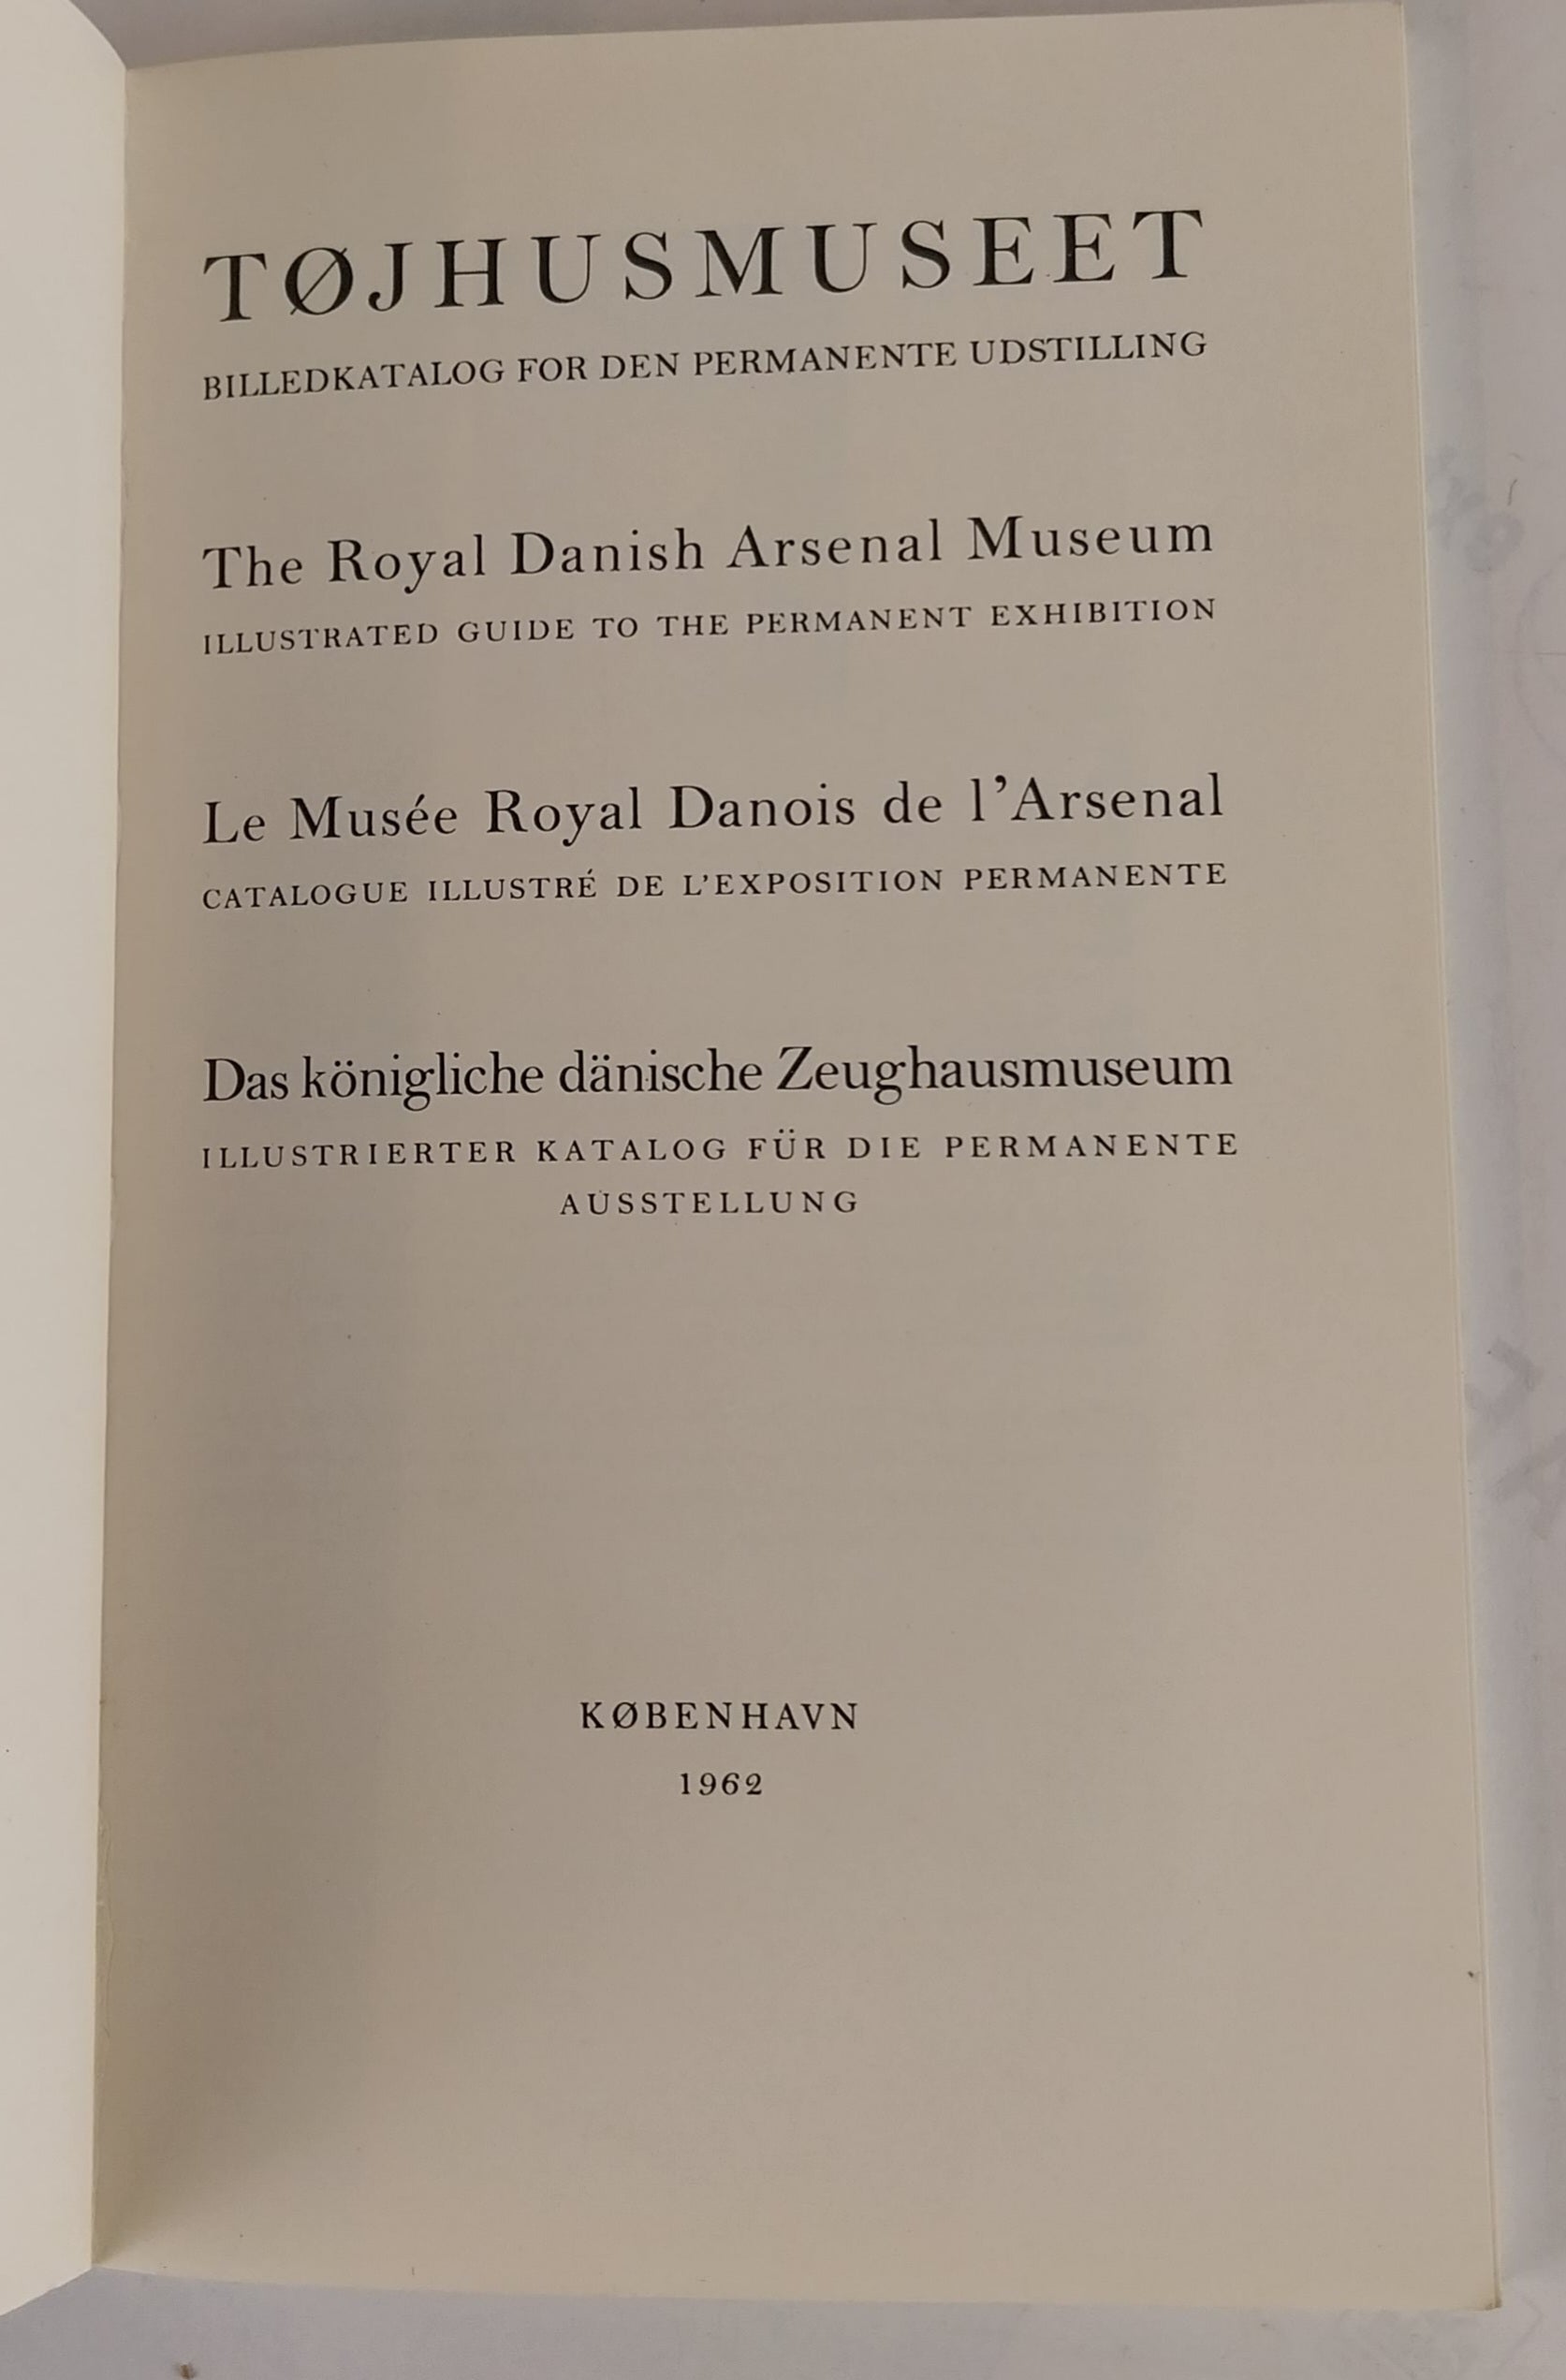 TØJHUSMUSEET
BILLEDKATALOG FOR DEN PERMANENTE UDSTILLING
The Royal Danish Arsenal Museum
ILLUSTRATED GUIDE TO THE PERMANENT EXHIBITION
Le Musée Royal Danois de l’Arsenal
CATALOGUE ILLUSTRÉ DE L’EXPOSITION PERMANENTE
Das königliche dänische Zeughausmuseum
ILLUSTRIERTER KATALOG FÜR DIE PERMANENTE
AUSSTELLUNG
KØBENHAVN
1962